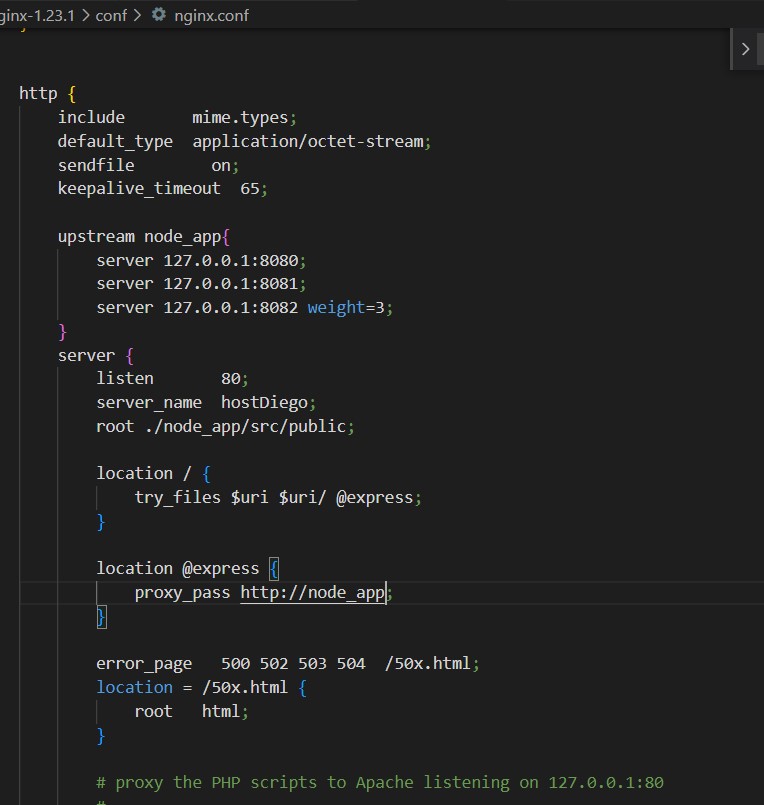 ginx-1.23.1 > conf > nginx.conf
}
http {
    include       mime.types;
    default_type  application/octet-stream;
    sendfile        on;
    keepalive_timeout  65;
    upstream node_app{
        server 127.0.0.1:8080;
        server 127.0.0.1:8081;
        server 127.0.0.1:8082 weight=3;
    }
    server {
        listen       80;
        server_name  hostDiego;
        root ./node_app/src/public;
        location / {
            try_files $uri $uri/ @express;
        }
        location @express {
            proxy_pass http://node_app;
        }
        error_page   500 502 503 504  /50x.html;
        location = /50x.html {
            root   html;
        }
        # proxy the PHP scripts to Apache listening on 127.0.0.1:80
        #